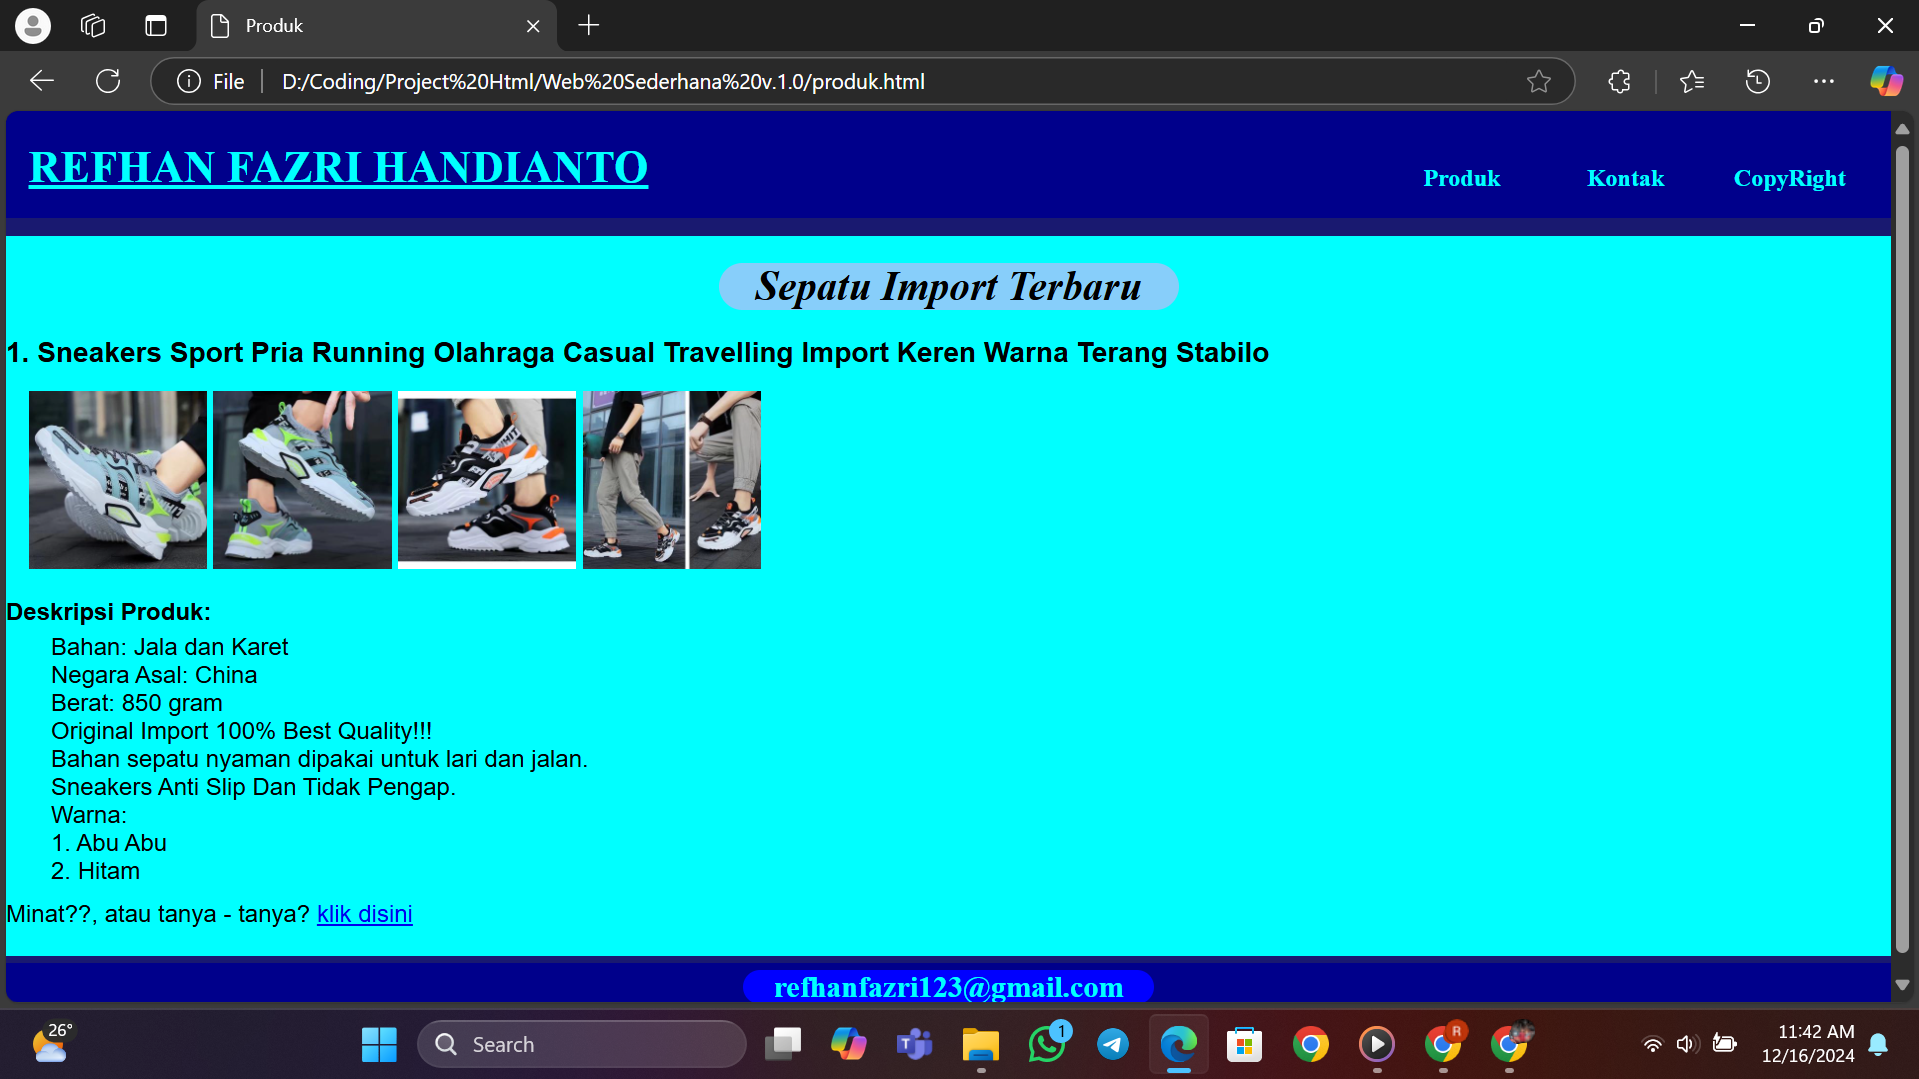 Produk
File
D:/Coding/Project%20Html/Web%20Sederhana%20v.1.0/produk.html
REFHAN FAZRI HANDIANTO
Produk
Kontak
CopyRight
Sepatu Import Terbaru
1. Sneakers Sport Pria Running Olahraga Casual Travelling Import Keren Warna Terang Stabilo
Deskripsi Produk:
Bahan: Jala dan Karet
Negara Asal: China
Berat: 850 gram
Original Import 100% Best Quality!!!
Bahan sepatu nyaman dipakai untuk lari dan jalan.
Sneakers Anti Slip Dan Tidak Pengap.
Warna:
1. Abu Abu
2. Hitam
Minat??, atau tanya - tanya? klik disini
refhanfazri123@gmail.com
26°
Search
T
1
R
11:42 AM
12/16/2024